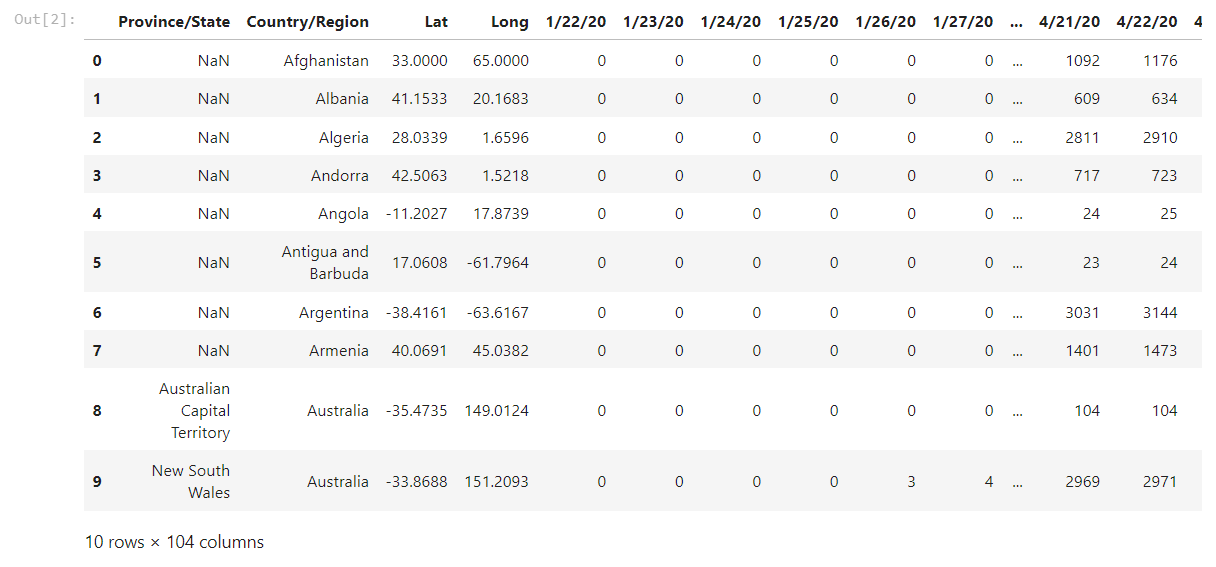 Out[2]:
Province/State Country/Region Lat Long 1/22/20 1/23/20 1/24/20 1/25/20 1/26/20 1/27/20 ... 4/21/20 4/22/20 4
0 NaN Afghanistan 33.0000 65.0000 0 0 0 0 0 0 ... 1092 1176
1 NaN Albania 41.1533 20.1683 0 0 0 0 0 0 ... 609 634
2 NaN Algeria 28.0339 1.6596 0 0 0 0 0 0 ... 2811 2910
3 NaN Andorra 42.5063 1.5218 0 0 0 0 0 0 ... 717 723
4 NaN Angola -11.2027 17.8739 0 0 0 0 0 0 ... 24 25
5 NaN Antigua and
Barbuda 17.0608 -61.7964 0 0 0 0 0 0 ... 23 24
6 NaN Argentina -38.4161 -63.6167 0 0 0 0 0 0 ... 3031 3144
7 NaN Armenia 40.0691 45.0382 0 0 0 0 0 0 ... 1401 1473
8 Australian
Capital
Territory Australia -35.4735 149.0124 0 0 0 0 0 0 ... 104 104
9 New South
Wales Australia -33.8688 151.2093 0 0 0 0 3 4 ... 2969 2971
10 rows × 104 columns